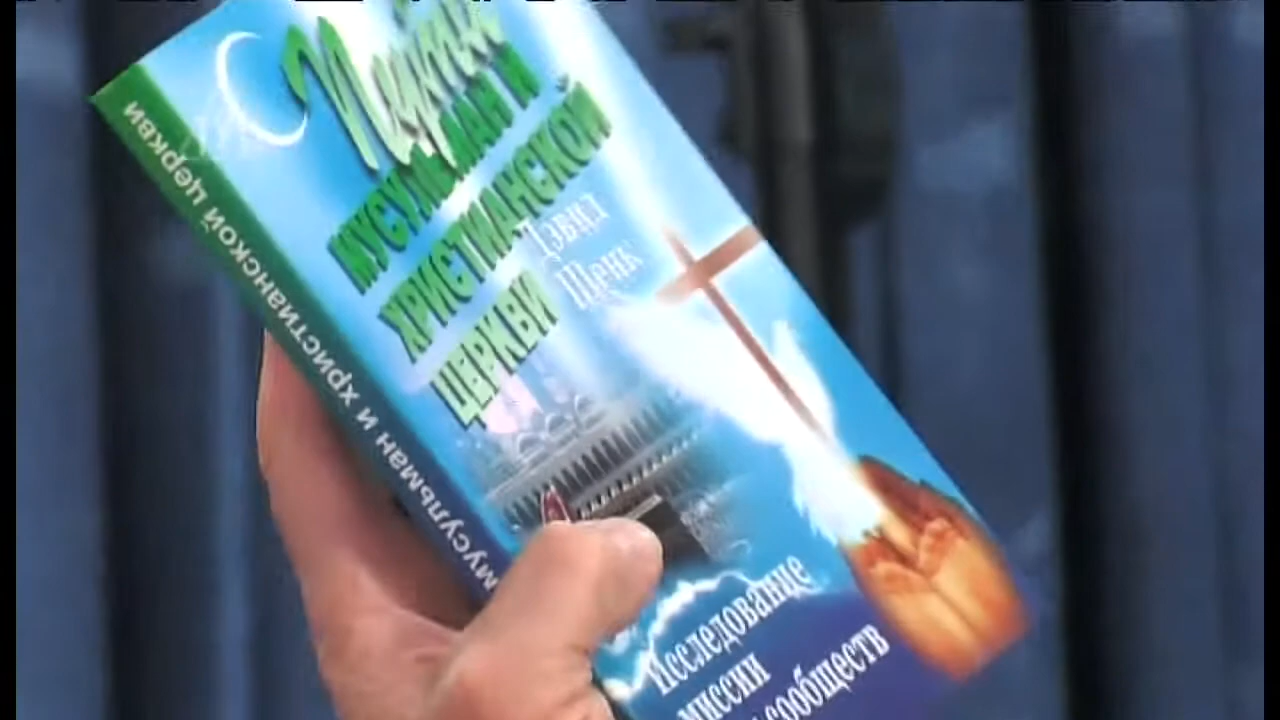 МУСУЛЬМАН И
ХРИСТИАНСКОЙ
ЦЕРКВИ
Дэвид
Шенк
Исследование
миссии
сообществ
мусульман и христианской церкви